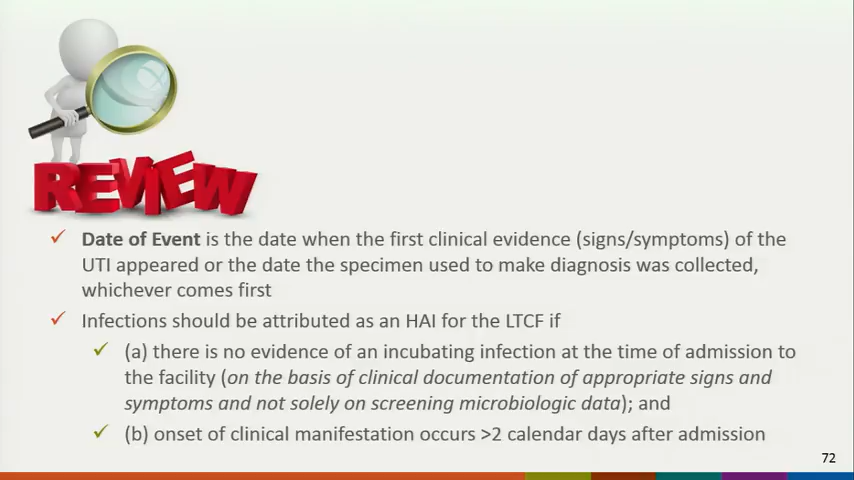 REVIEW
Date of Event is the date when the first clinical evidence (signs/symptoms) of the
UTI appeared or the date the specimen used to make diagnosis was collected,
whichever comes first
Infections should be attributed as an HAI for the LTCF if
(a) there is no evidence of an incubating infection at the time of admission to
the facility (on the basis of clinical documentation of appropriate signs and
symptoms and not solely on screening microbiologic data); and
(b) onset of clinical manifestation occurs >2 calendar days after admission
72